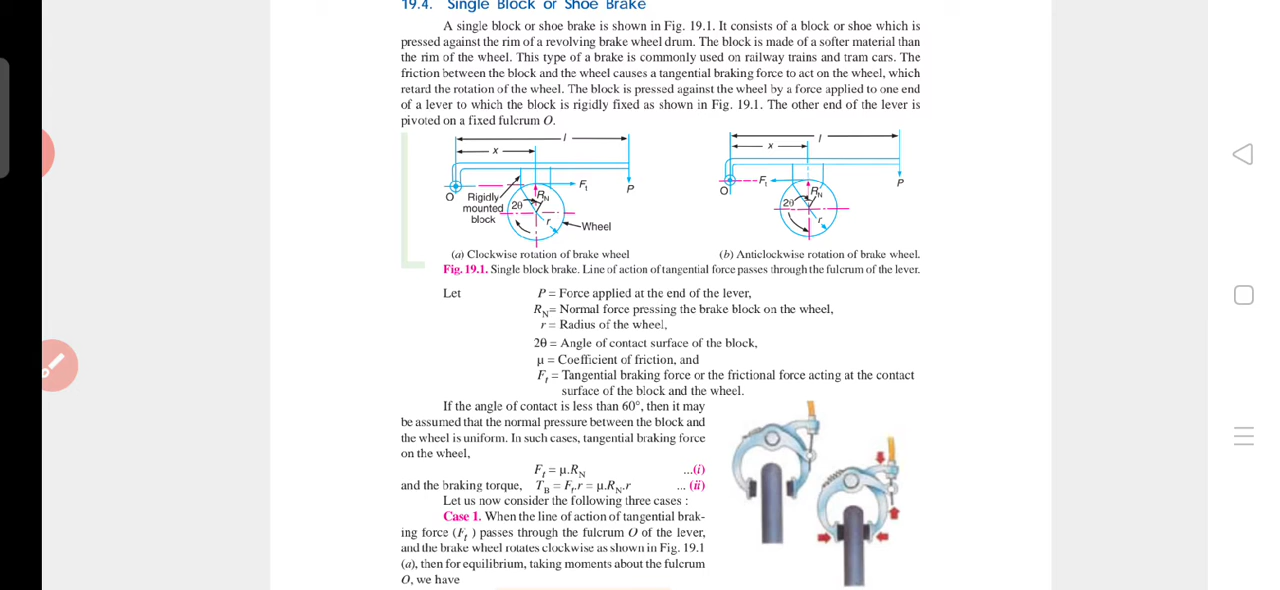 19.4. Single Block or Shoe Brake
A single block or shoe brake is shown in Fig. 19.1. It consists of a block or shoe which is
pressed against the rim of a revolving brake wheel drum. The block is made of a softer material than
the rim of the wheel. This type of a brake is commonly used on railway trains and tram cars. The
friction between the block and the wheel causes a tangential braking force to act on the wheel, which
retard the rotation of the wheel. The block is pressed against the wheel by a force applied to one end
of a lever to which the block is rigidly fixed as shown in Fig. 19.1. The other end of the lever is
pivoted on a fixed fulcrum O.
l
x
Ft
P
O
Rigidly
mounted
block
RN
2θ
r
Wheel
l
x
Ft
P
O
RN
2θ
r
(a) Clockwise rotation of brake wheel
(b) Anticlockwise rotation of brake wheel.
Fig. 19.1. Single block brake. Line of action of tangential force passes through the fulcrum of the lever.
Let P = Force applied at the end of the lever,
RN= Normal force pressing the brake block on the wheel,
r = Radius of the wheel,
2θ = Angle of contact surface of the block,
μ = Coefficient of friction, and
Ft = Tangential braking force or the frictional force acting at the contact
surface of the block and the wheel.
If the angle of contact is less than 60°, then it may
be assumed that the normal pressure between the block and
the wheel is uniform. In such cases, tangential braking force
on the wheel,
Ft = μ.RN ...(i)
and the braking torque, TB = Ft.r = μ.RN.r ... (ii)
Let us now consider the following three cases :
Case 1. When the line of action of tangential brak-
ing force (Ft ) passes through the fulcrum O of the lever,
and the brake wheel rotates clockwise as shown in Fig. 19.1
(a), then for equilibrium, taking moments about the fulcrum
O, we have